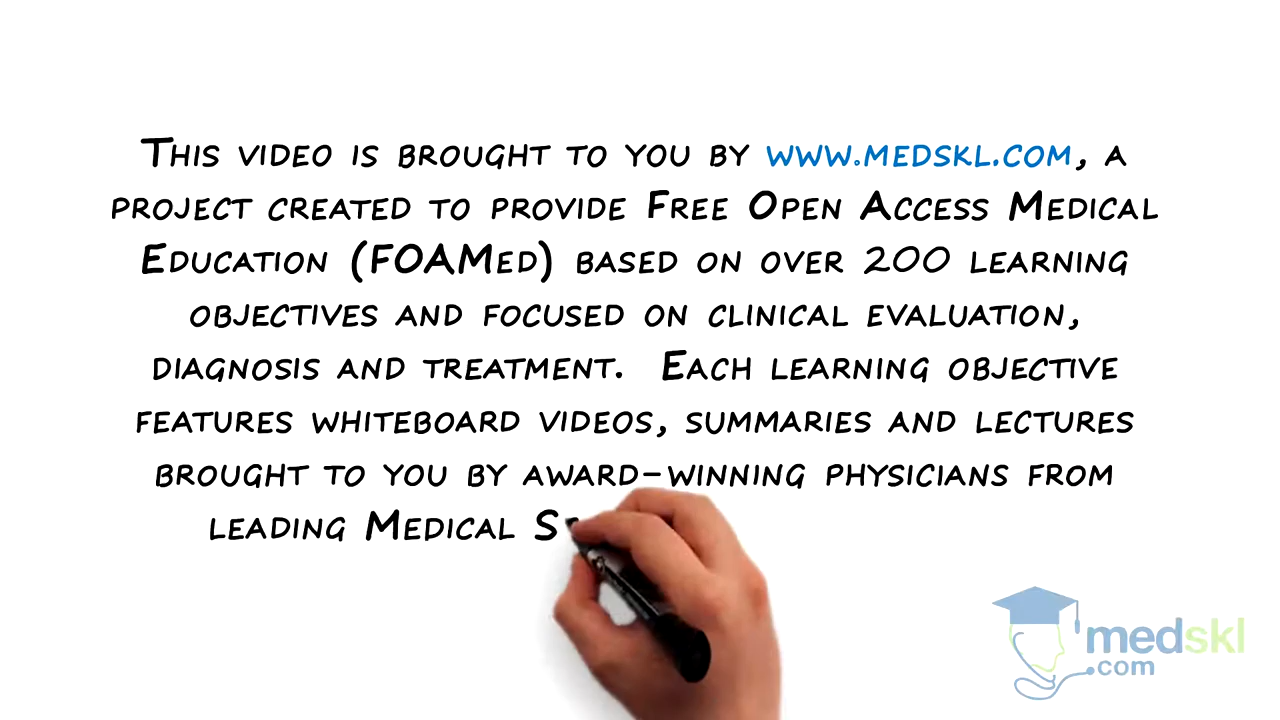 This video is brought to you by www.medskl.com, a
project created to provide Free Open Access Medical
Education (FOAMed) based on over 200 learning
objectives and focused on clinical evaluation,
diagnosis and treatment.  Each learning objective
features whiteboard videos, summaries and lectures
brought to you by award-winning physicians from
leading Medical
medskl
.com